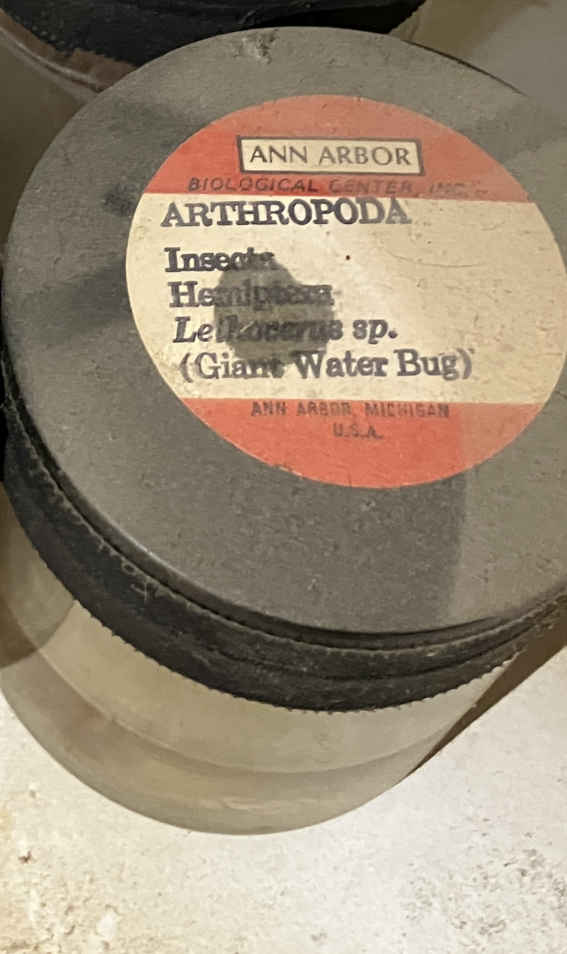 ANN ARBOR
BIOLOGICAL CENTER, INC.
ARTHROPODA
Insecta
Hemiptera
Lethocerus sp.
(Giant Water Bug)
ANN ARBOR, MICHIGAN
U.S.A.